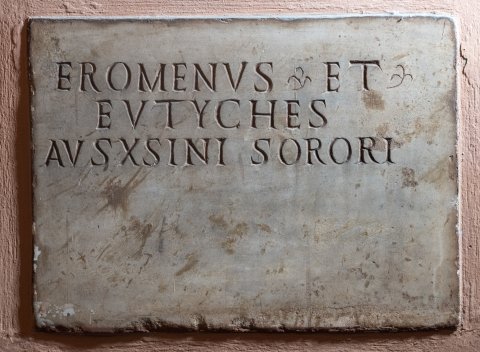 EROMENVS ET
EVTYCHES
AVSXSINI SORORI